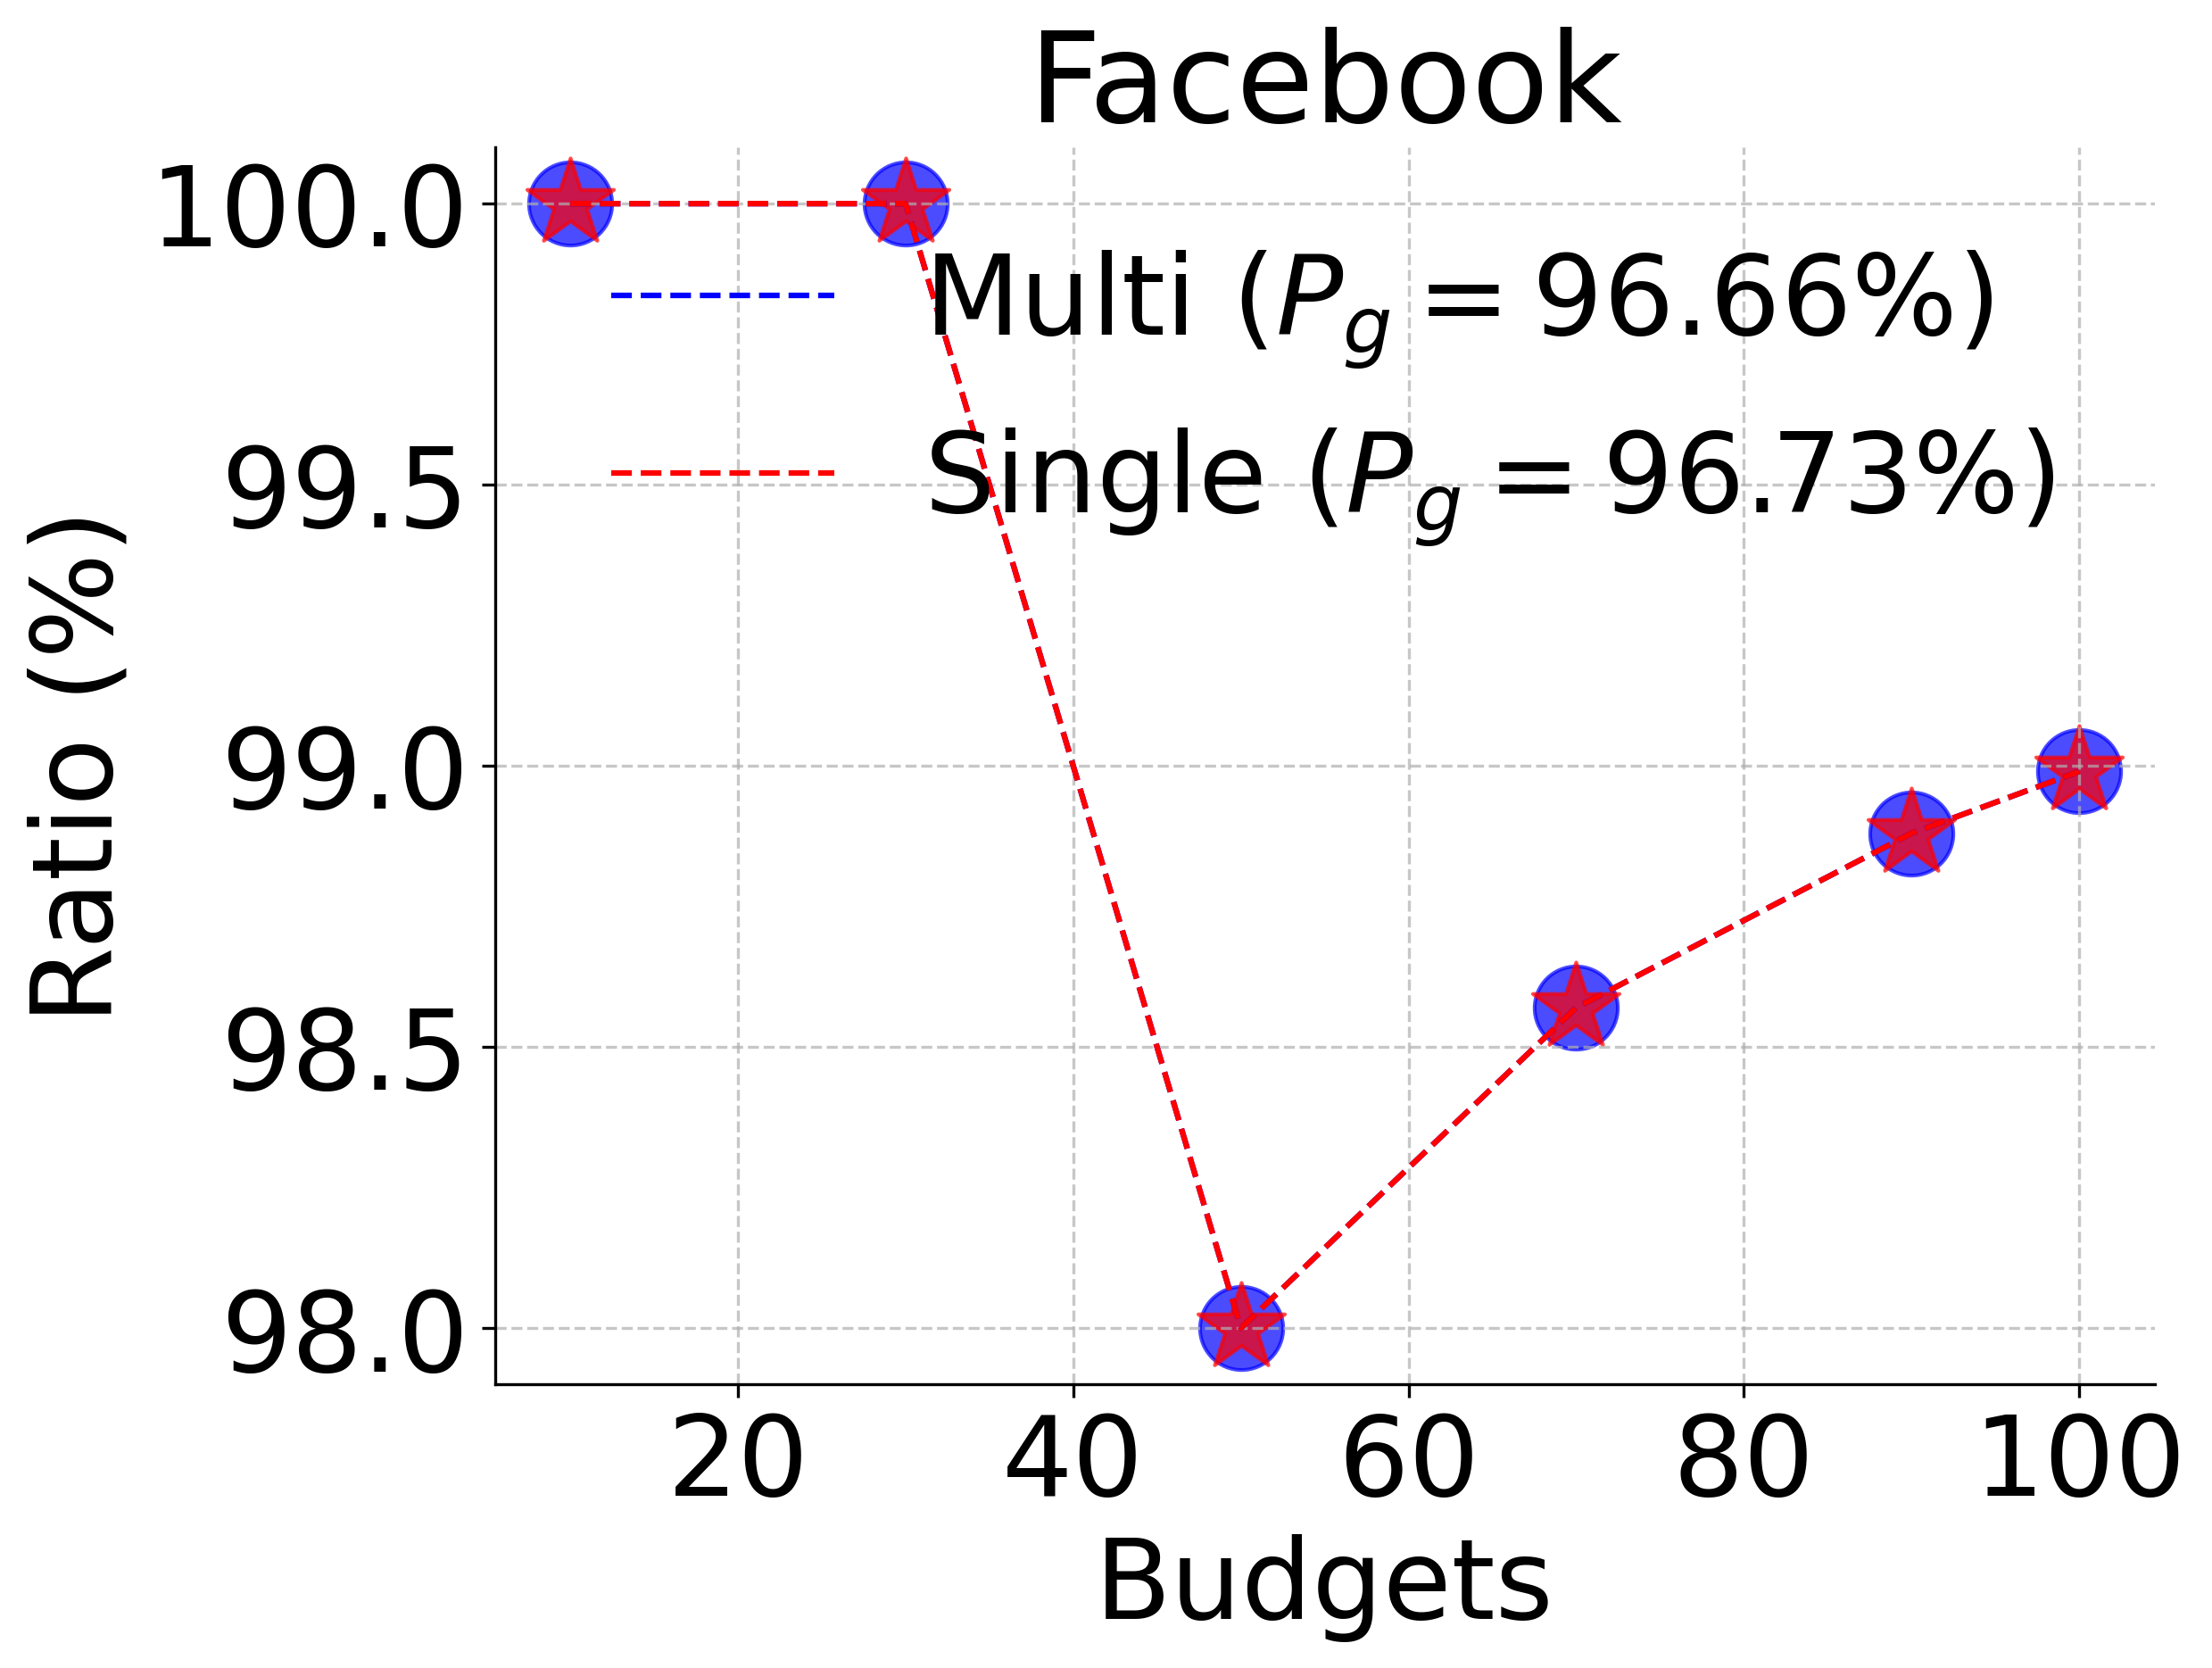 Facebook
Ratio (%)
100.0
99.5
99.0
98.5
98.0
Multi (P_g = 96.66%)
Single (P_g = 96.73%)
20 40 60 80 100
Budgets